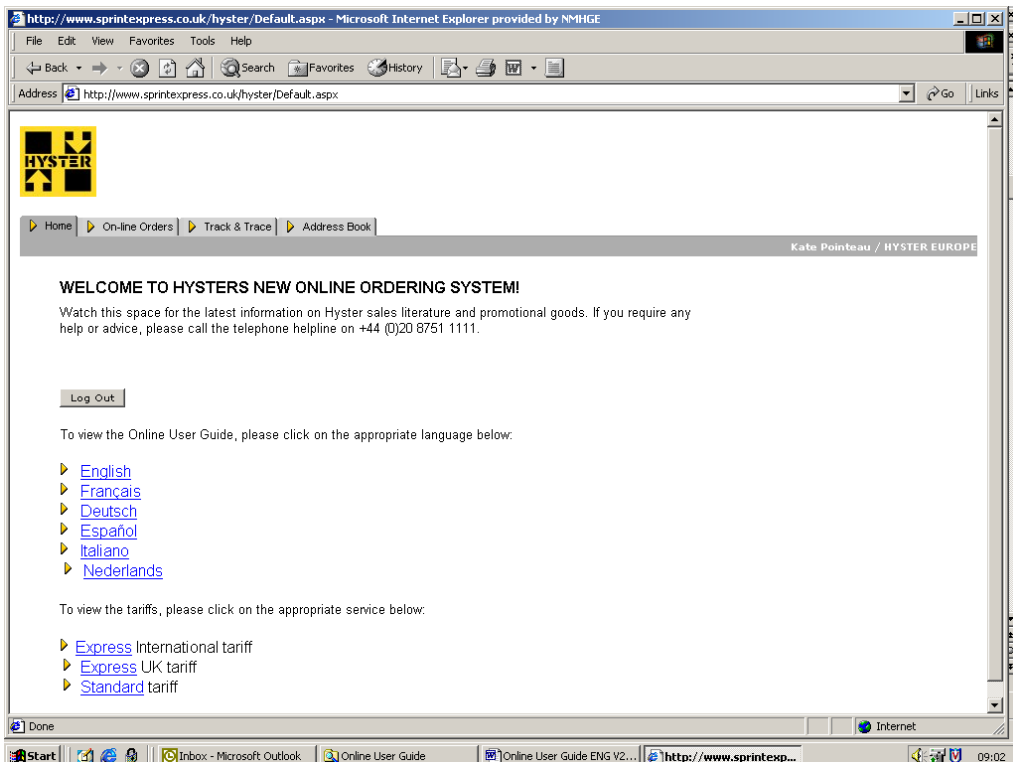 http://www.sprintexpress.co.uk/hyster/Default.aspx - Microsoft Internet Explorer provided by NMHGE
File Edit View Favorites Tools Help
Back Search Favorites History
Address http://www.sprintexpress.co.uk/hyster/Default.aspx Go Links
HYSTER
Home On-line Orders Track & Trace Address Book
Kate Pointeau / HYSTER EUROPE
WELCOME TO HYSTERS NEW ONLINE ORDERING SYSTEM!
Watch this space for the latest information on Hyster sales literature and promotional goods. If you require any
help or advice, please call the telephone helpline on +44 (0)20 8751 1111.
Log Out
To view the Online User Guide, please click on the appropriate language below:
English
Français
Deutsch
Español
Italiano
Nederlands
To view the tariffs, please click on the appropriate service below:
Express International tariff
Express UK tariff
Standard tariff
Done Internet
Start Inbox - Microsoft Outlook Online User Guide Online User Guide ENG V2... http://www.sprintexp... 09:02